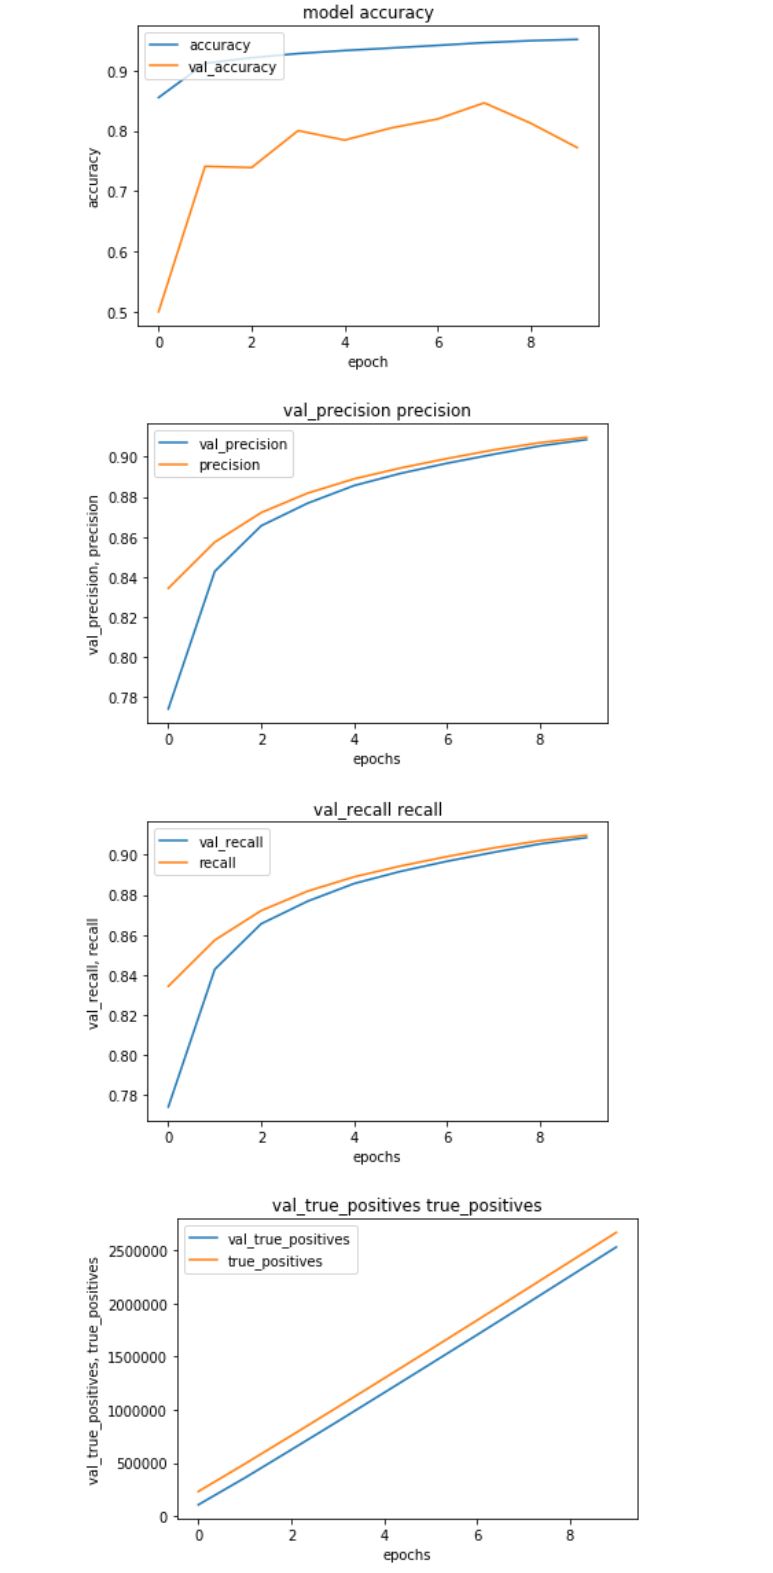 model accuracy
accuracy
val_accuracy
0.9
0.8
0.7
0.6
0.5
accuracy
0 2 4 6 8
epoch
val_precision precision
val_precision
precision
0.90
0.88
0.86
0.84
0.82
0.80
0.78
val_precision, precision
0 2 4 6 8
epochs
val_recall recall
val_recall
recall
0.90
0.88
0.86
0.84
0.82
0.80
0.78
val_recall, recall
0 2 4 6 8
epochs
val_true_positives true_positives
val_true_positives
true_positives
2500000
2000000
1500000
1000000
500000
0
val_true_positives, true_positives
0 2 4 6 8
epochs